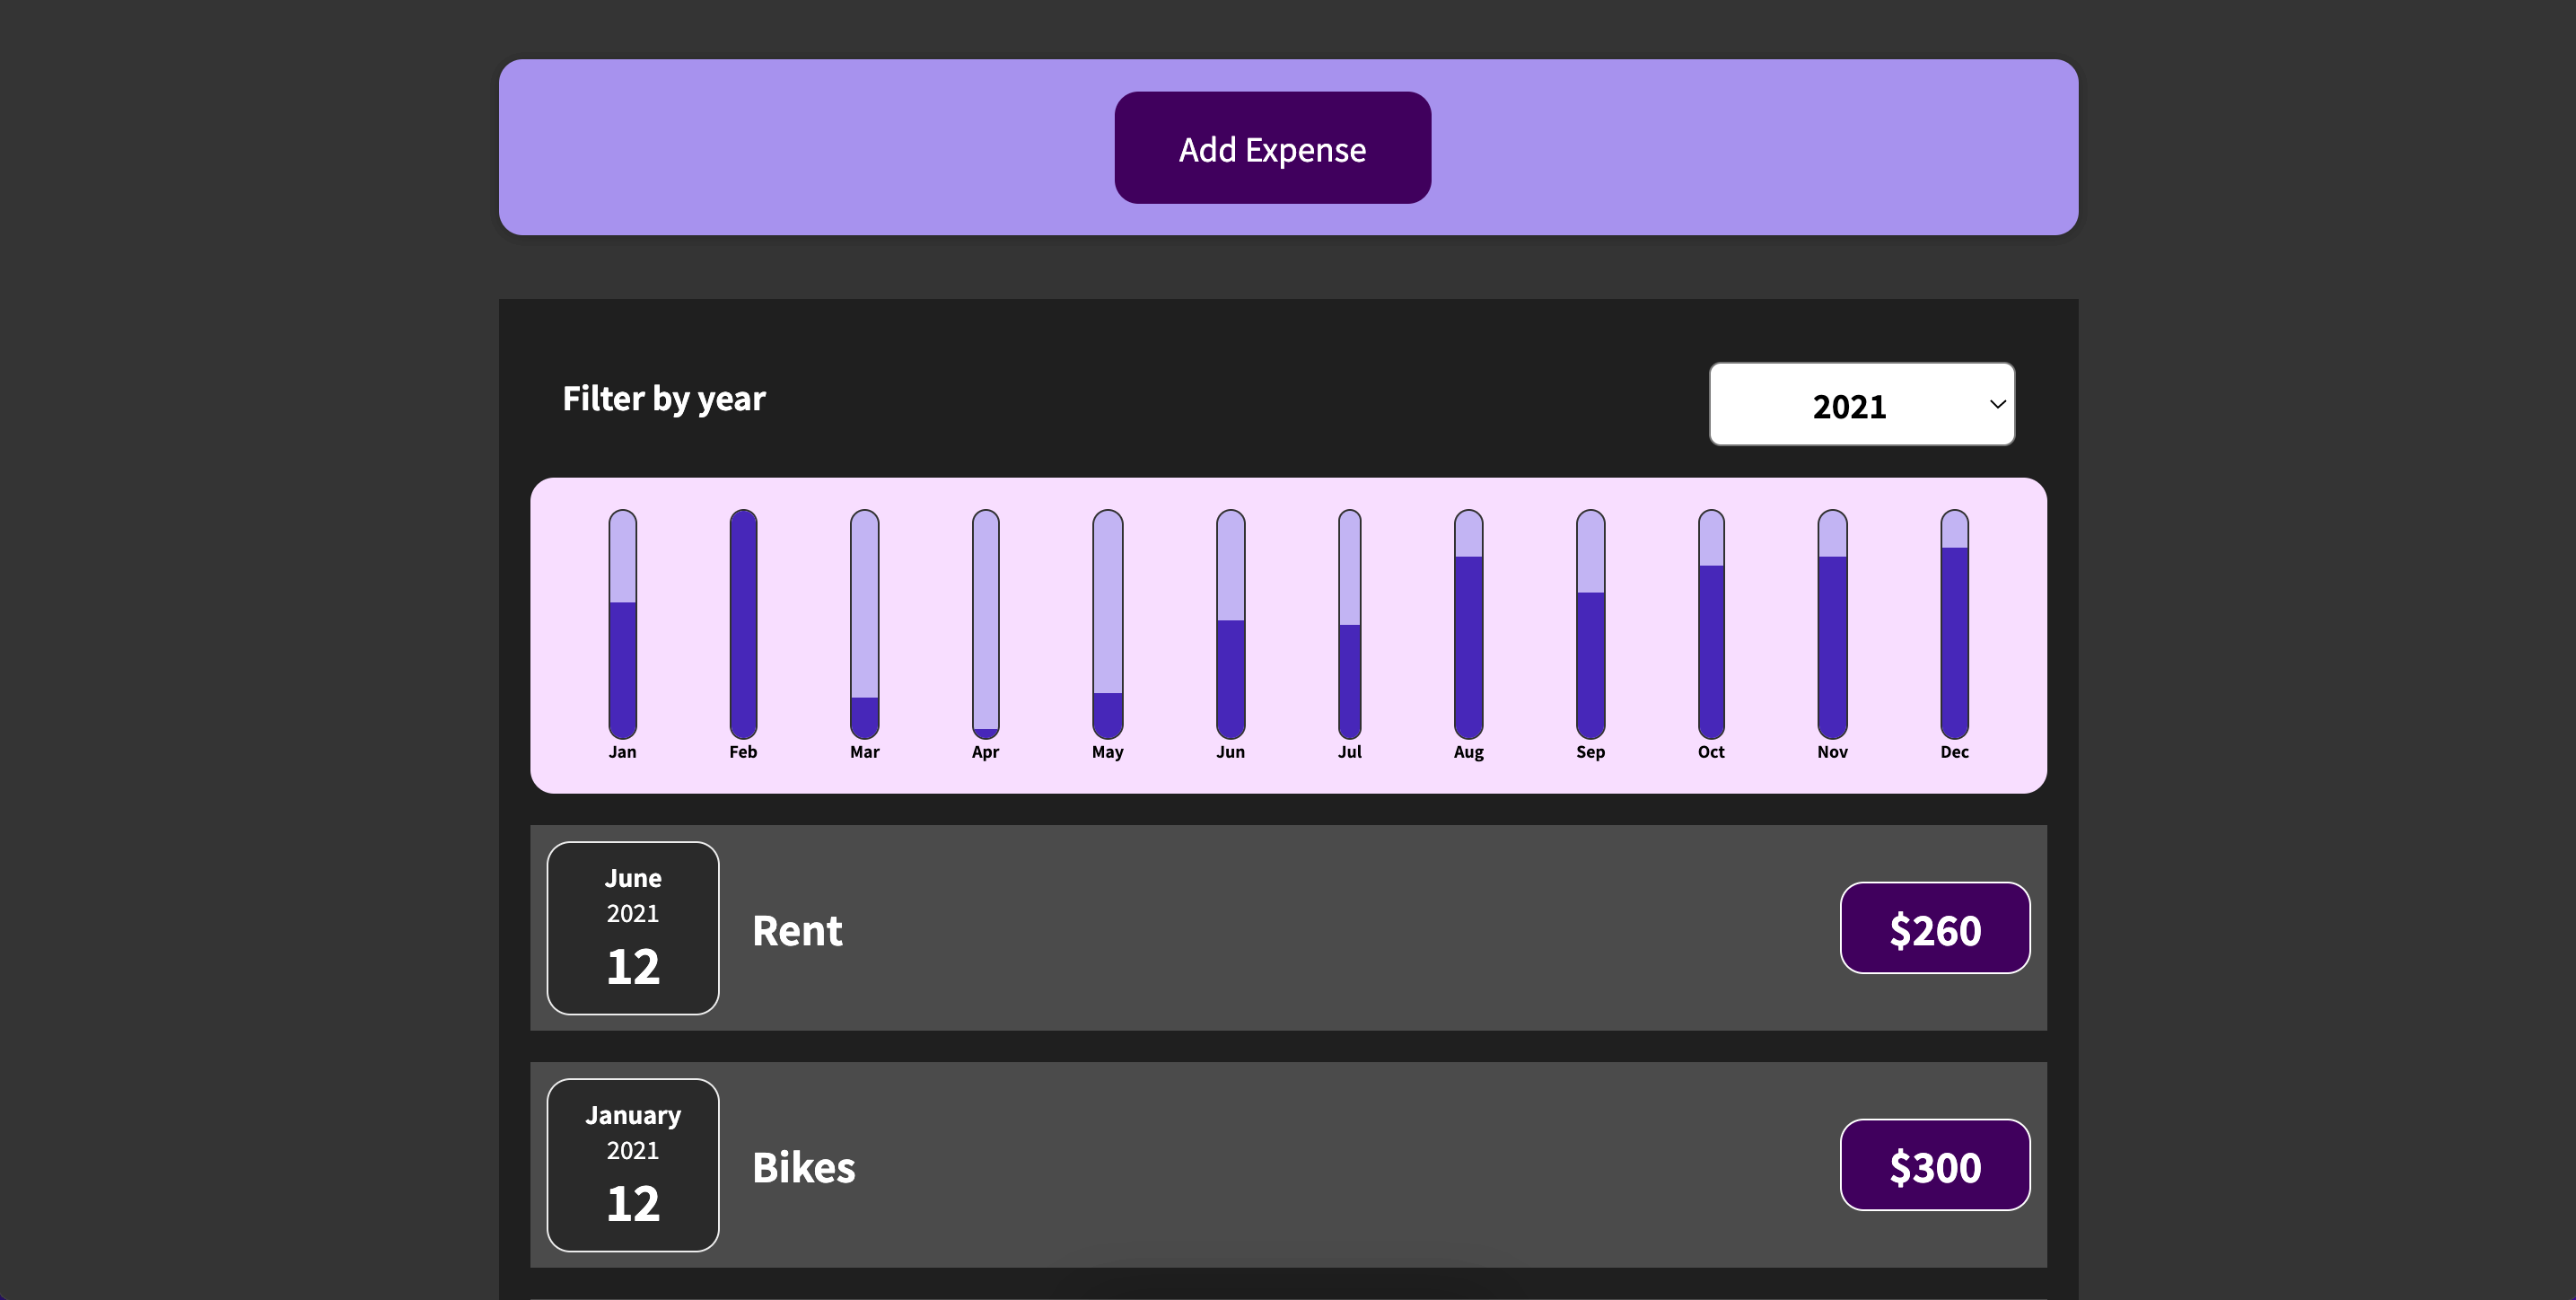 Add Expense
Filter by year
2021
Jan Feb Mar Apr May Jun Jul Aug Sep Oct Nov Dec
June
2021
12
Rent
$260
January
2021
12
Bikes
$300